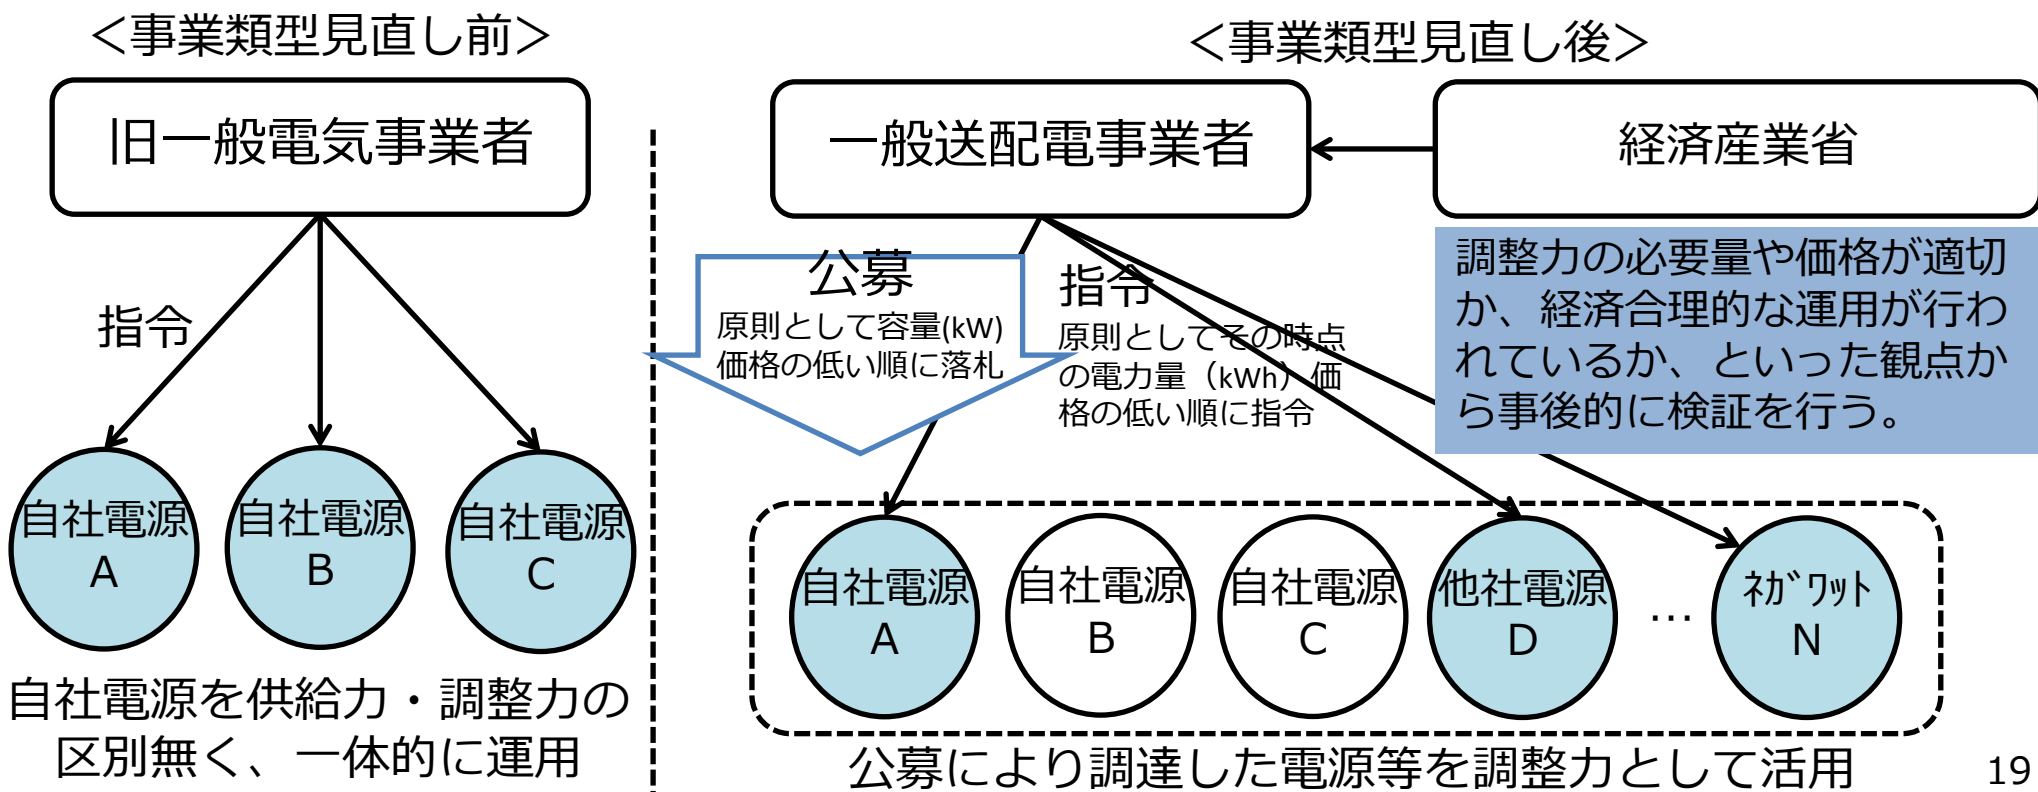 ＜事業類型見直し前＞
旧一般電気事業者
指令
自社電源
A
自社電源
B
自社電源
C
自社電源を供給力・調整力の
区別無く、一体的に運用
＜事業類型見直し後＞
一般送配電事業者
経済産業省
公募
原則として容量(kW)
価格の低い順に落札
指令
原則としてその時点
の電力量（kWh）価
格の低い順に指令
調整力の必要量や価格が適切
か、経済合理的な運用が行わ
れているか、といった観点か
ら事後的に検証を行う。
自社電源
A
自社電源
B
自社電源
C
他社電源
D
…
ﾈｶﾞﾜｯﾄ
N
公募により調達した電源等を調整力として活用
19